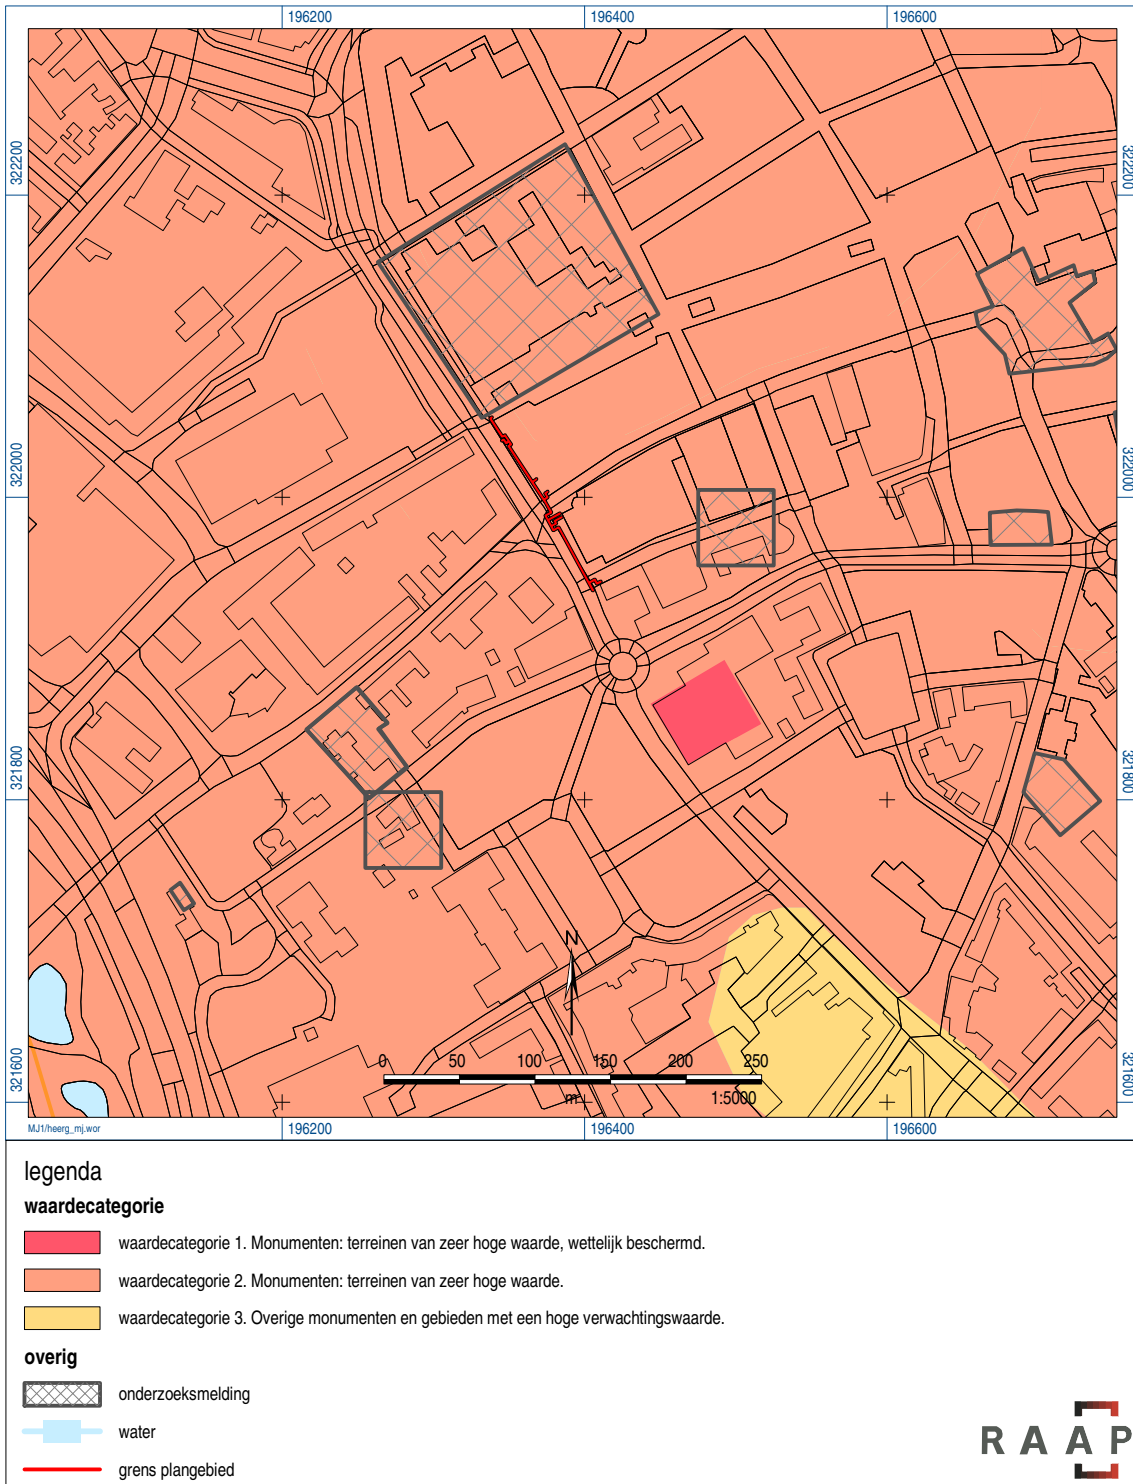 196200 196400 196600
322200 322200
322000 322000
321800 321800
321600 321600
N
0 50 100 150 200 250
m 1:5000
MJ1/heerg_mj.wor
196200 196400 196600
legenda
waardecategorie
waardecategorie 1. Monumenten: terreinen van zeer hoge waarde, wettelijk beschermd.
waardecategorie 2. Monumenten: terreinen van zeer hoge waarde.
waardecategorie 3. Overige monumenten en gebieden met een hoge verwachtingswaarde.
overig
onderzoeksmelding
water
grens plangebied
RAAP